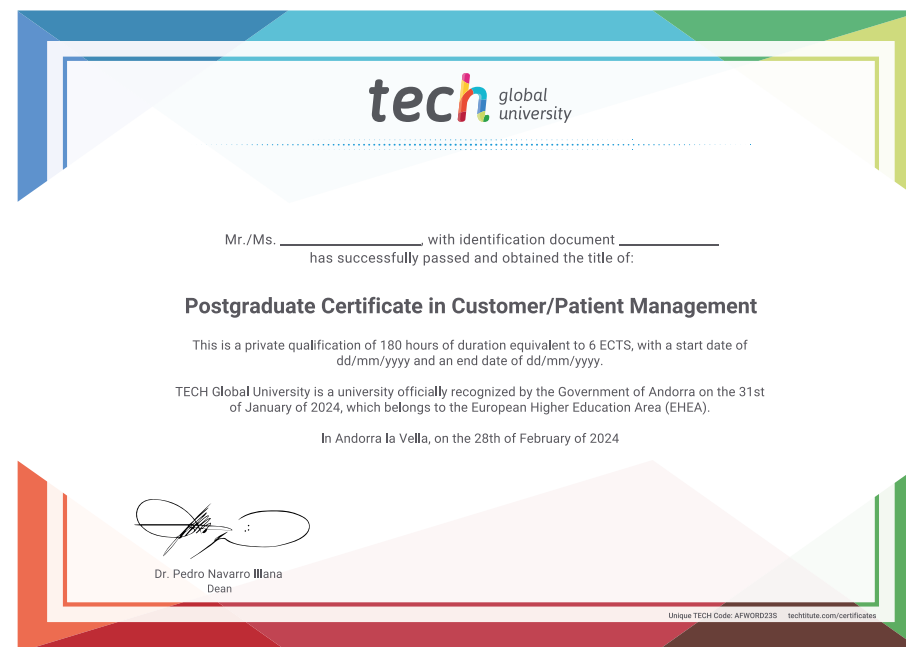 tech global
university
Mr./Ms. ____________________, with identification document ______________
has successfully passed and obtained the title of:
Postgraduate Certificate in Customer/Patient Management
This is a private qualification of 180 hours of duration equivalent to 6 ECTS, with a start date of
dd/mm/yyyy and an end date of dd/mm/yyyy.
TECH Global University is a university officially recognized by the Government of Andorra on the 31st
of January of 2024, which belongs to the European Higher Education Area (EHEA).
In Andorra la Vella, on the 28th of February of 2024
Dr. Pedro Navarro Illana
Dean
Unique TECH Code: AFWORD23S techtitute.com/certificates